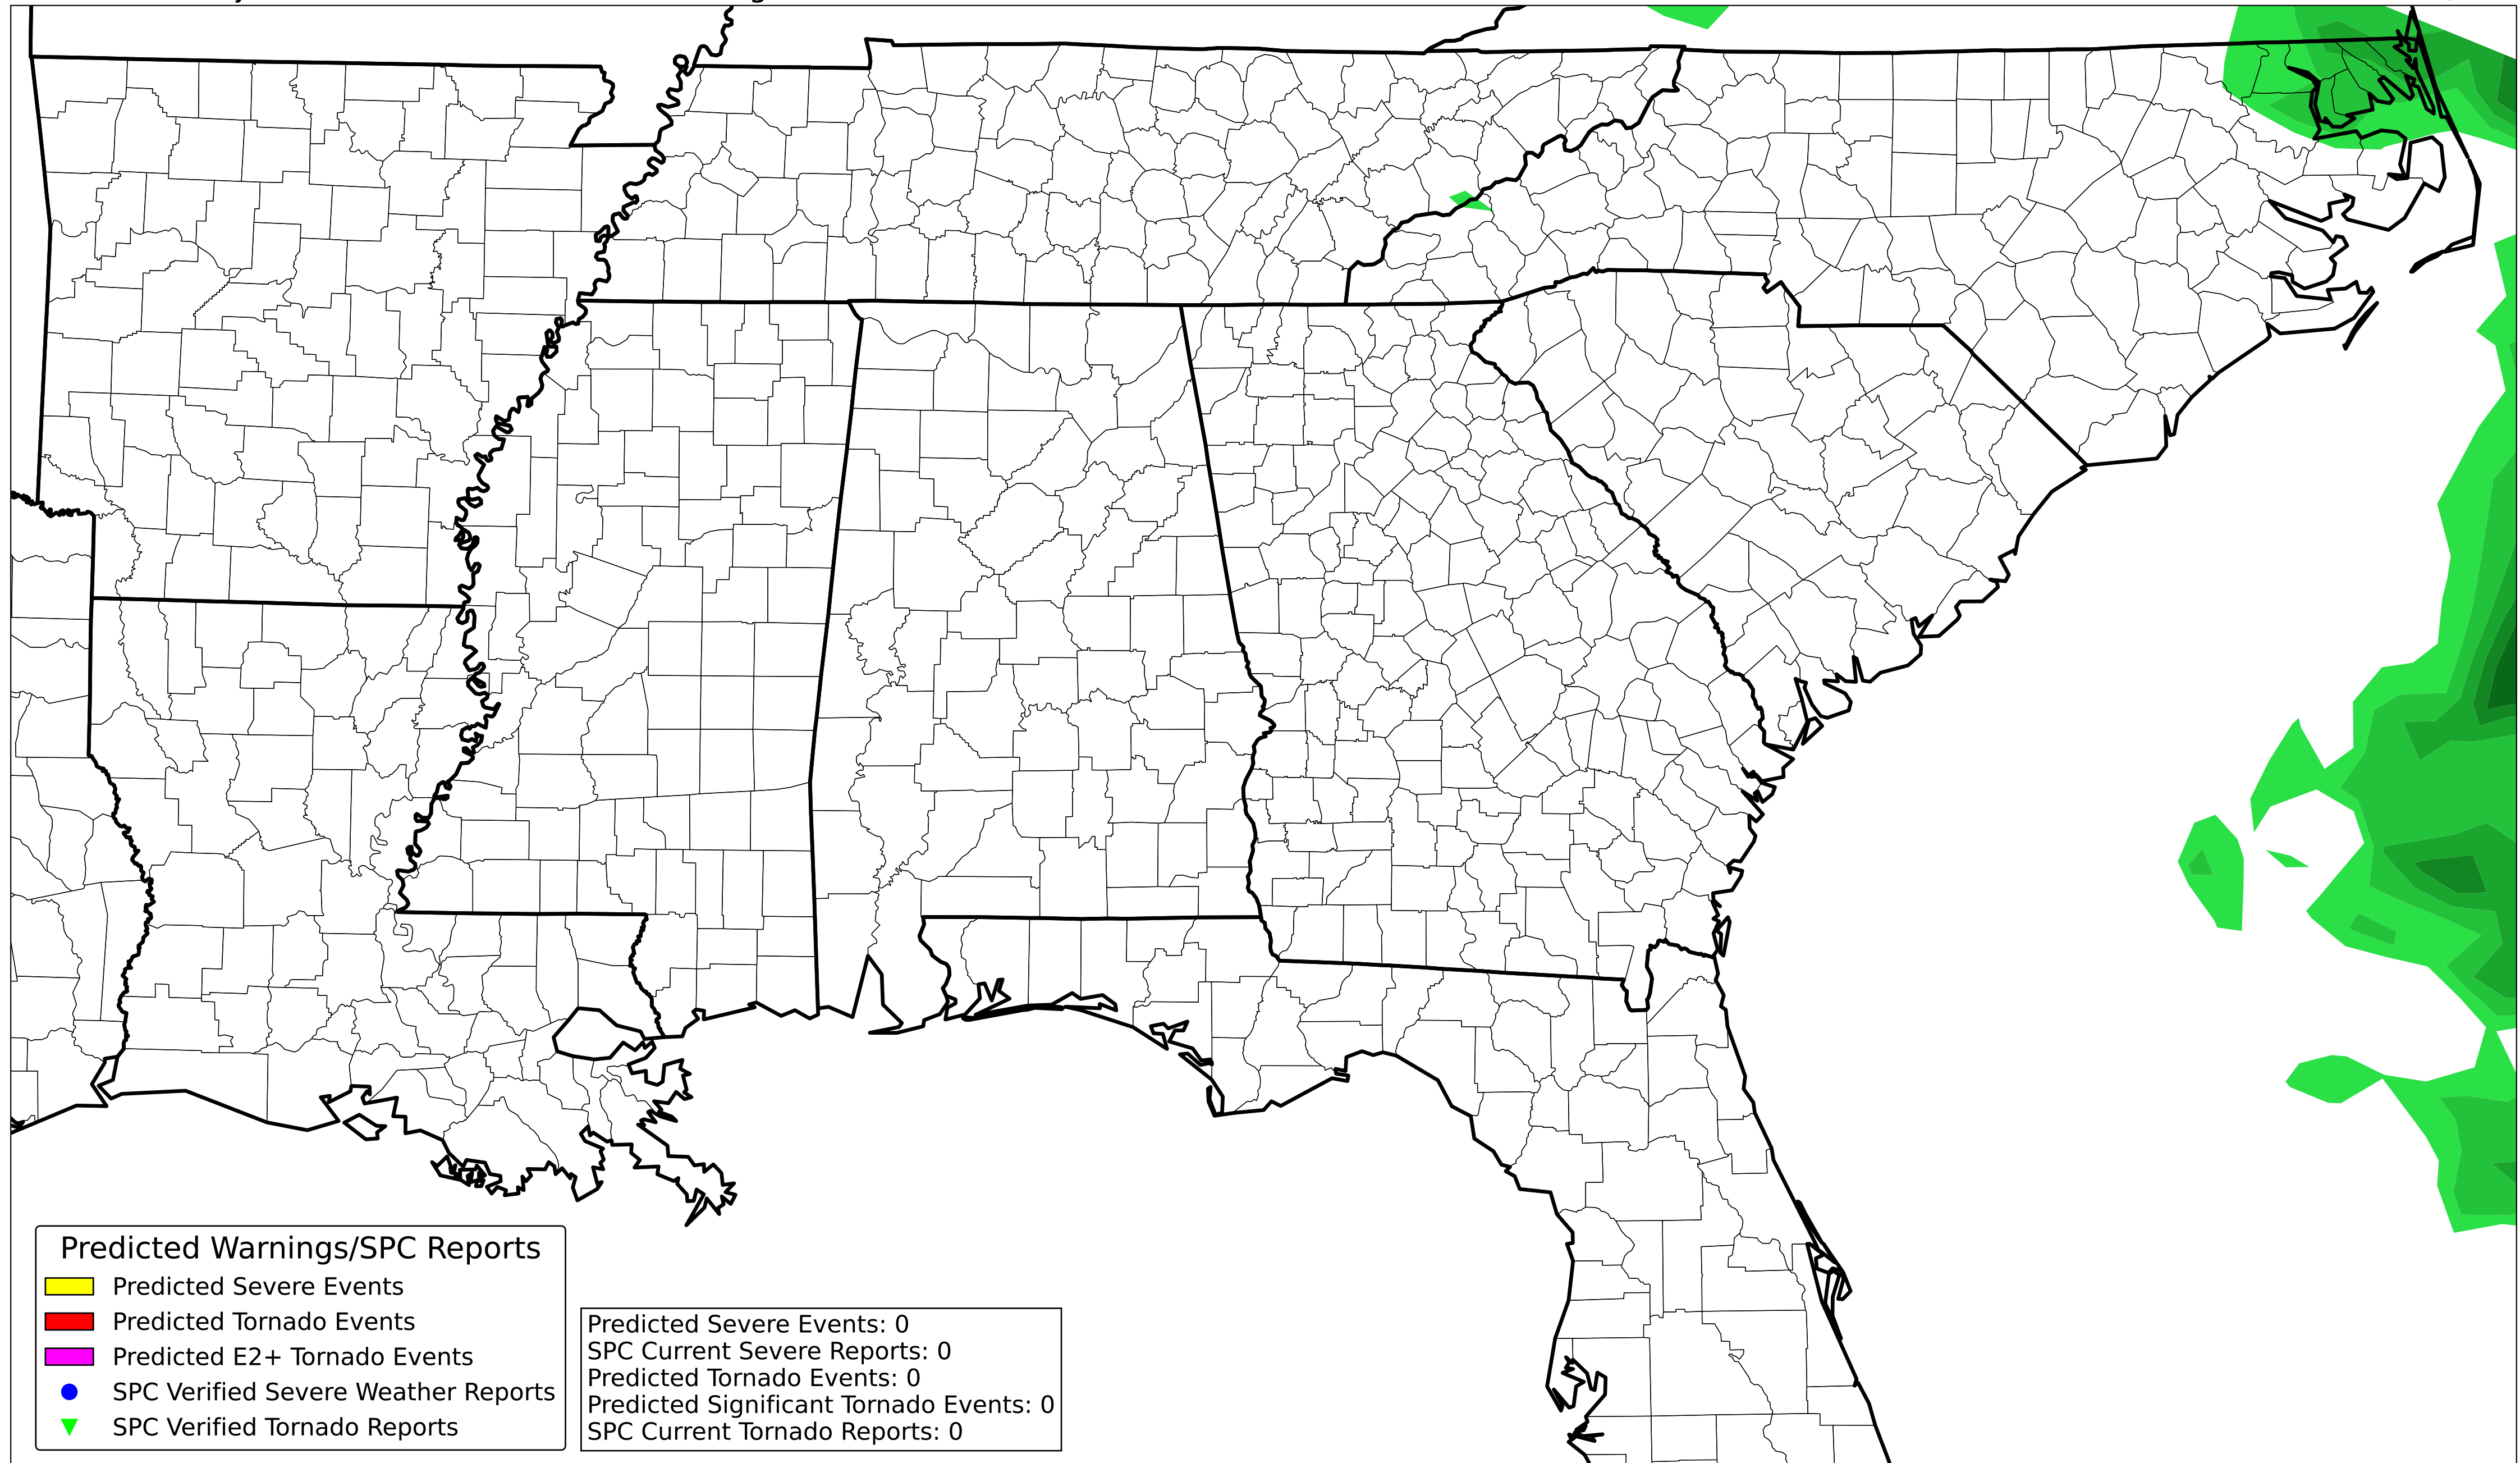 Predicted Warnings/SPC Reports
Predicted Severe Events
Predicted Tornado Events
Predicted E2+ Tornado Events
SPC Verified Severe Weather Reports
SPC Verified Tornado Reports
Predicted Severe Events: 0
SPC Current Severe Reports: 0
Predicted Tornado Events: 0
Predicted Significant Tornado Events: 0
SPC Current Tornado Reports: 0